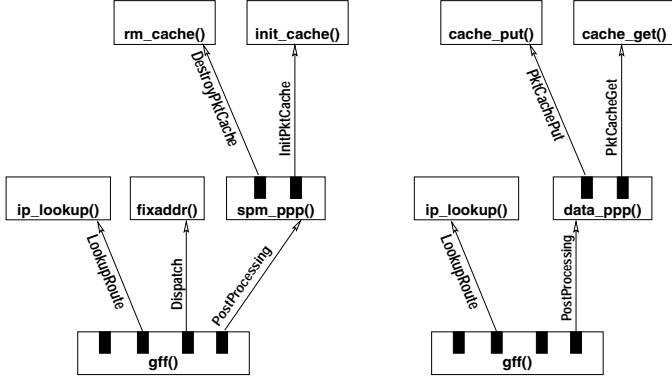 rm_cache()
init_cache()
cache_put()
cache_get()
DestroyPktCache
InitPktCache
PktCachePut
PktCacheGet
ip_lookup()
fixaddr()
spm_ppp()
ip_lookup()
data_ppp()
LookupRoute
Dispatch
PostProcessing
LookupRoute
PostProcessing
gff()
gff()